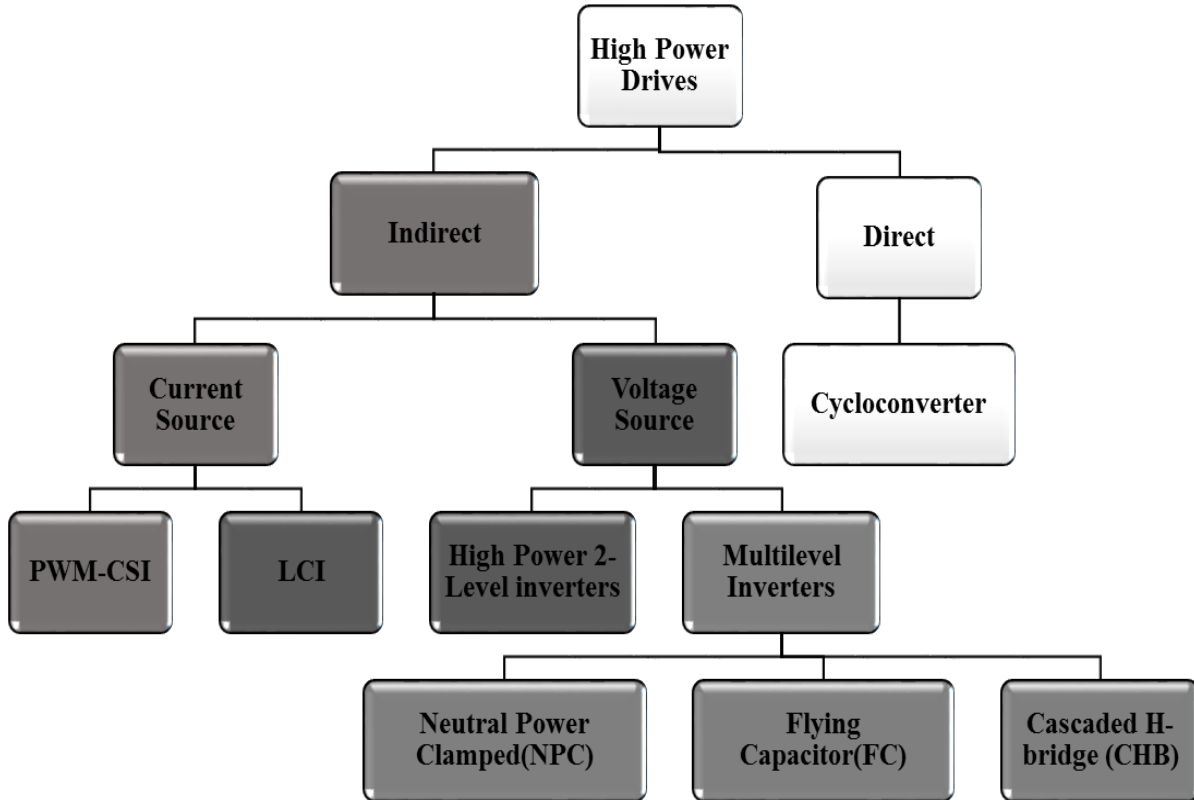 High Power
Drives
Indirect
Direct
Current
Source
Voltage
Source
Cycloconverter
PWM-CSI
LCI
High Power 2-
Level inverters
Multilevel
Inverters
Neutral Power
Clamped(NPC)
Flying
Capacitor(FC)
Cascaded H-
bridge (CHB)